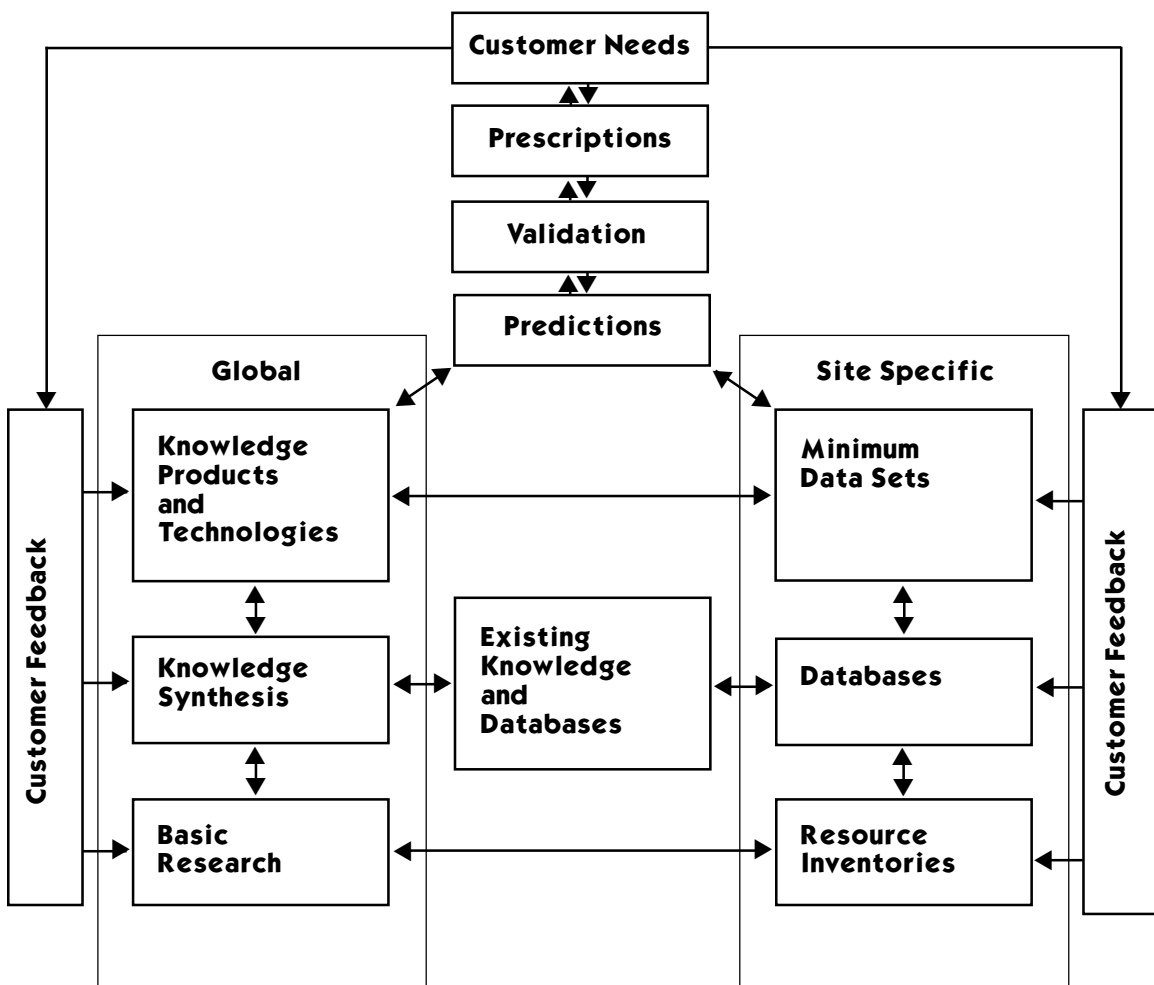 Customer Needs
Prescriptions
Validation
Predictions
Global
Site Specific
Customer Feedback
Knowledge
Products
and
Technologies
Minimum
Data Sets
Customer Feedback
Knowledge
Synthesis
Existing
Knowledge
and
Databases
Databases
Basic
Research
Resource
Inventories